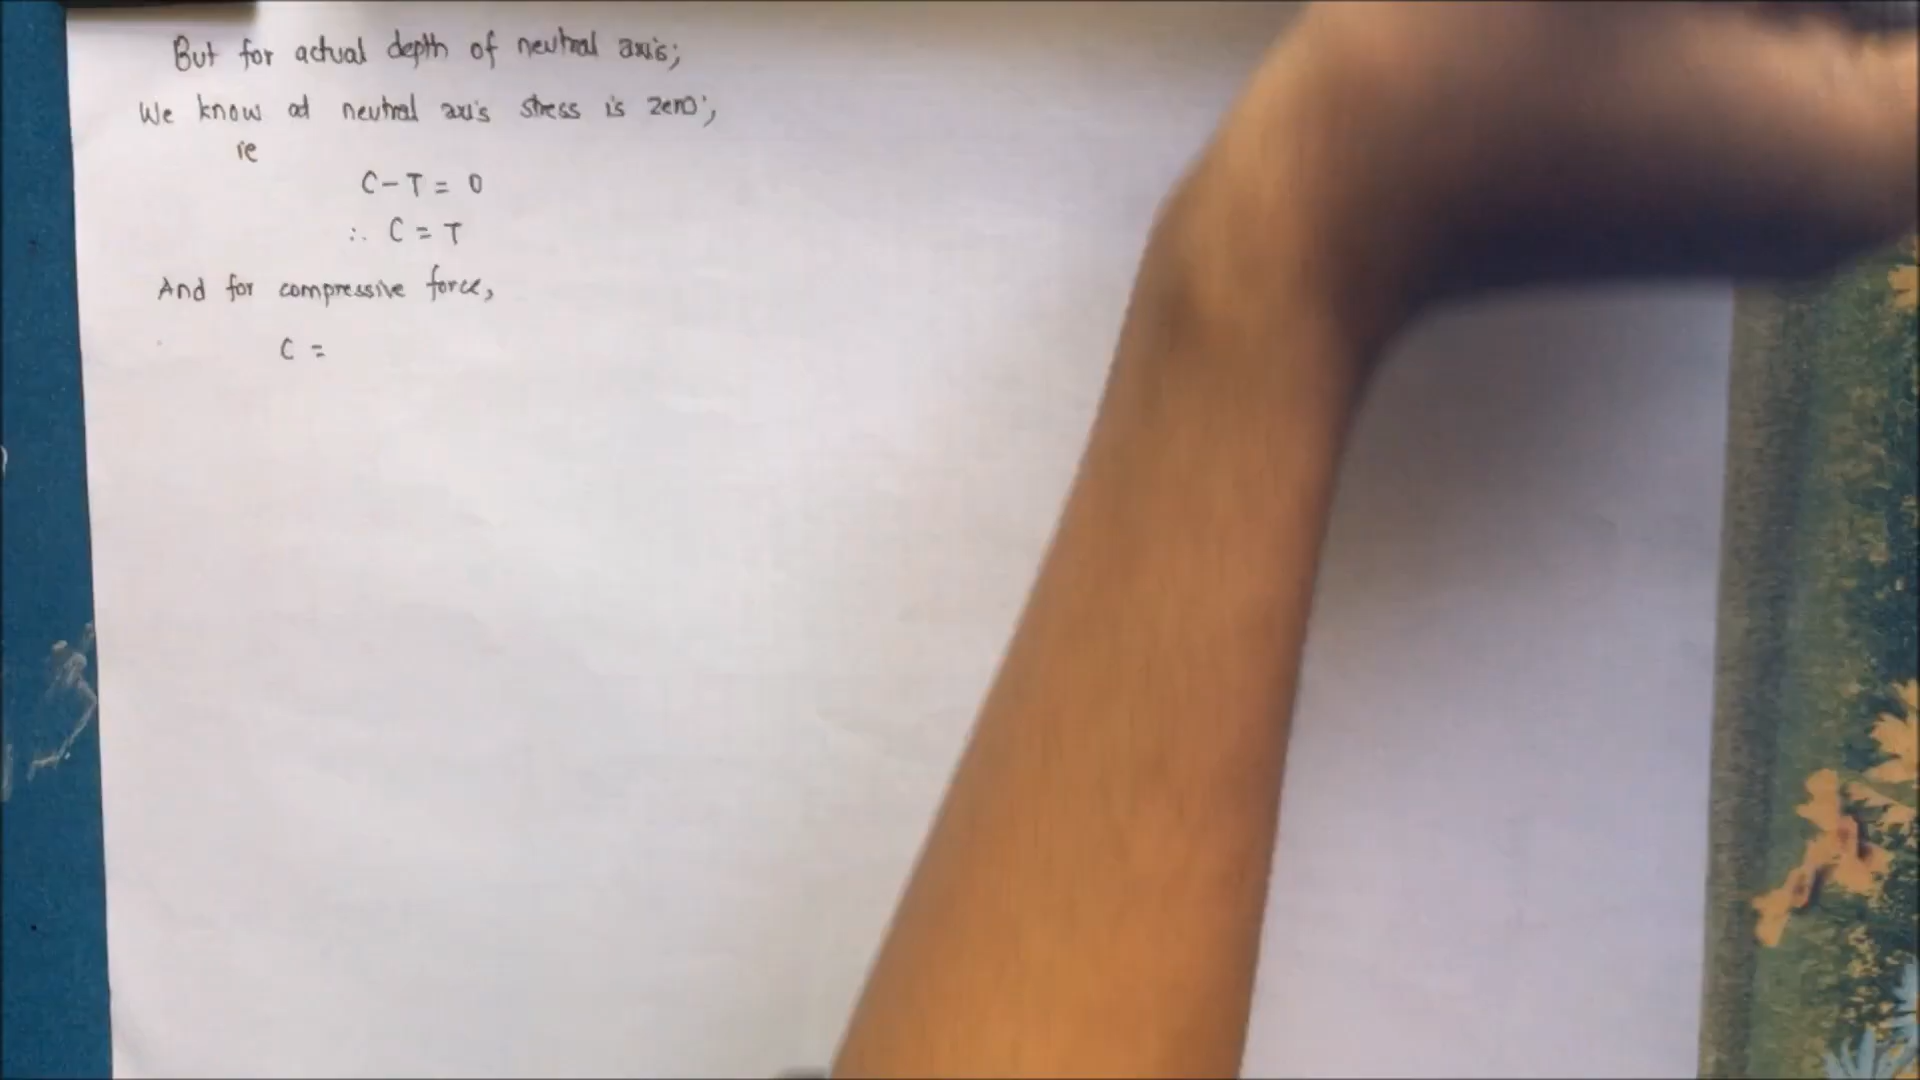 But for actual depth of neutral axis;
We know at neutral axis stress is zero;
ie
C - T = 0
∴ C = T
And for compressive force,
C =